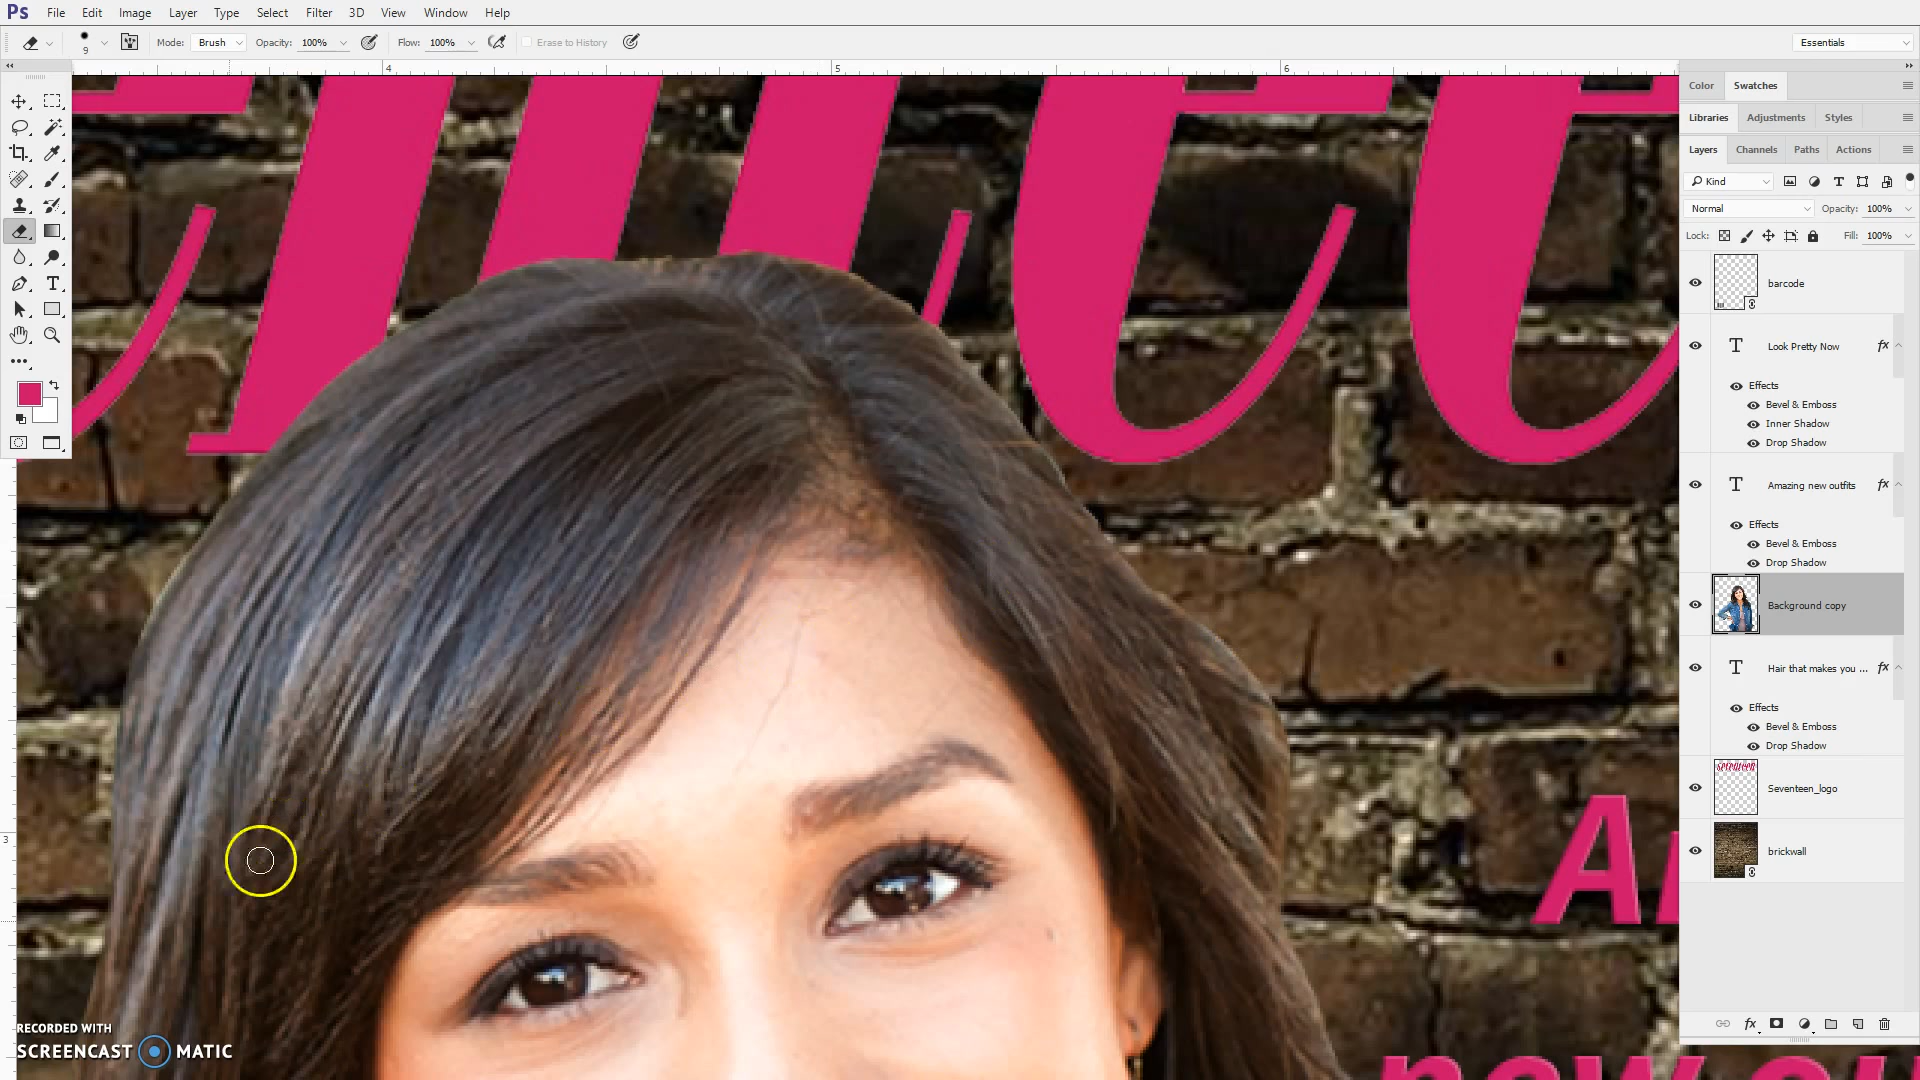 Ps File Edit Image Layer Type Select Filter 3D View Window Help
9 Mode: Brush Opacity: 100% Flow: 100% Erase to History Essentials
4 5 6
Color Swatches
Libraries Adjustments Styles
Layers Channels Paths Actions
Kind
Normal Opacity: 100%
Lock: Fill: 100%
barcode
T Look Pretty Now fx
Effects
Bevel & Emboss
Inner Shadow
Drop Shadow
T Amazing new outfits fx
Effects
Bevel & Emboss
Drop Shadow
Background copy
T Hair that makes you ... fx
Effects
Bevel & Emboss
Drop Shadow
seventeen
Seventeen_logo
3
brickwall
fx
RECORDED WITH
SCREENCAST MATIC